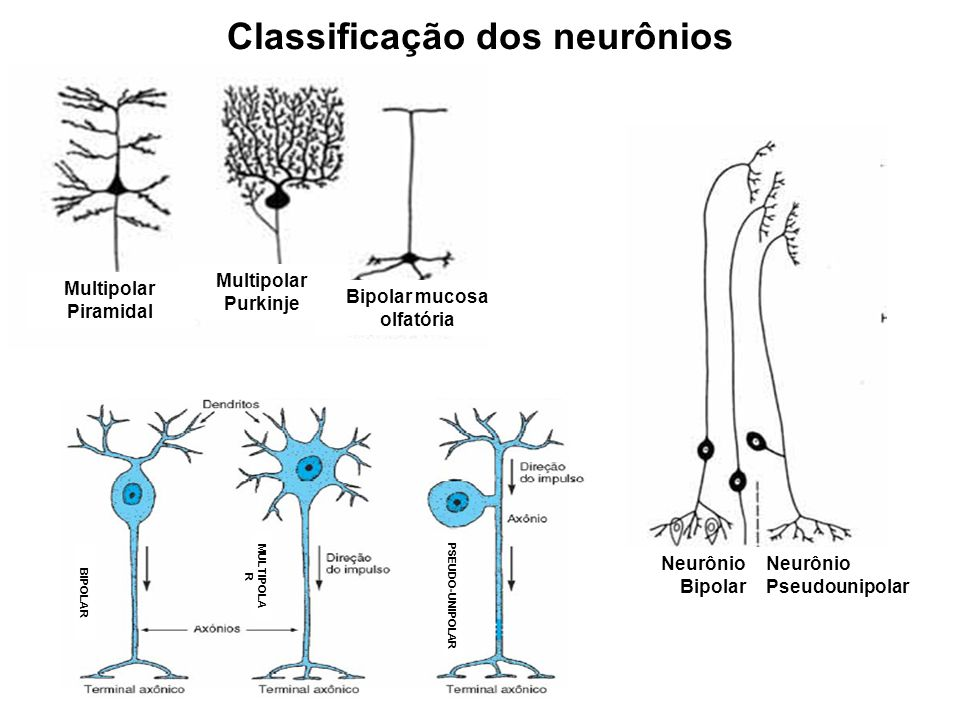 Classificação dos neurônios
Multipolar
Piramidal
Multipolar
Purkinje
Bipolar mucosa
olfatória
Neurônio
Bipolar
Neurônio
Pseudounipolar
Dendritos
Direção
do impulso
Axônio
Direção
do impulso
BIPOLAR
MULTIPOLA
R
PSEUDO-UNIPOLAR
Axônios
Terminal axônico
Terminal axônico
Terminal axônico